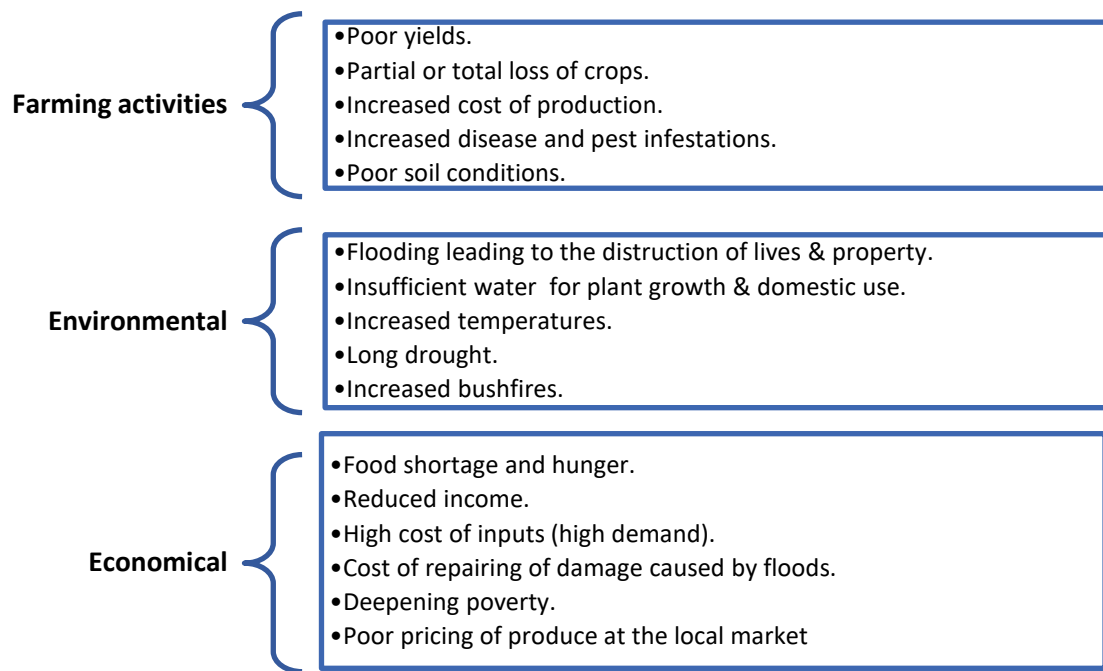 Farming activities
•Poor yields.
•Partial or total loss of crops.
•Increased cost of production.
•Increased disease and pest infestations.
•Poor soil conditions.
Environmental
•Flooding leading to the distruction of lives & property.
•Insufficient water  for plant growth & domestic use.
•Increased temperatures.
•Long drought.
•Increased bushfires.
Economical
•Food shortage and hunger.
•Reduced income.
•High cost of inputs (high demand).
•Cost of repairing of damage caused by floods.
•Deepening poverty.
•Poor pricing of produce at the local market